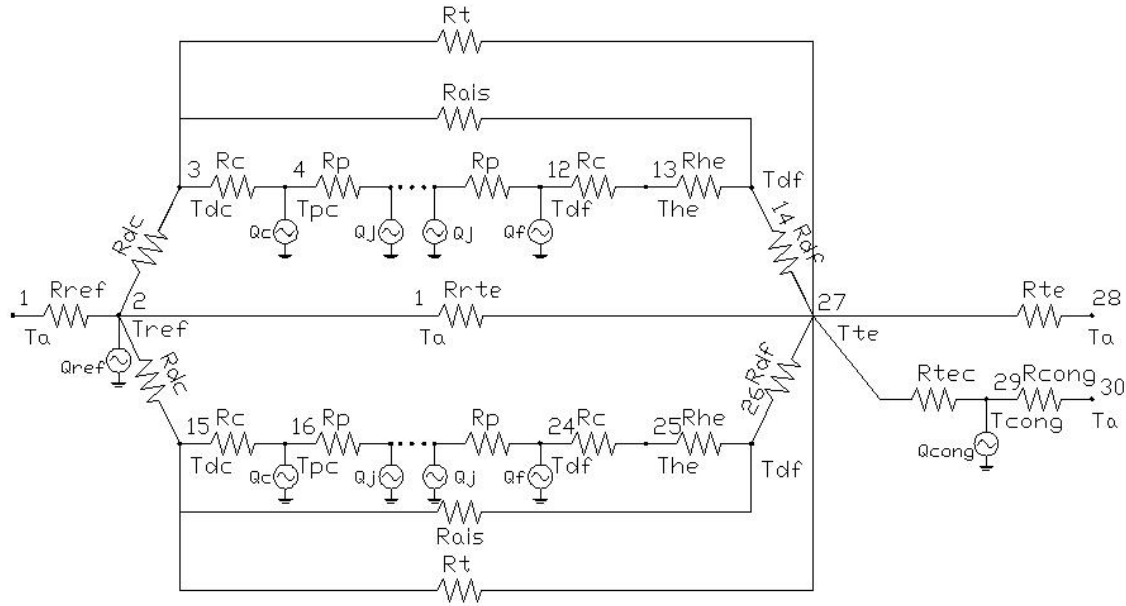 Rt
Rais
3 Rc 4 Rp Rp 12 Rc 13 Rhe
Tdc Tpc Tdf The Tdf
Qc Qj Qj Qf
Rdc 14 Rdf
1 Rref 2 1 Rrte 27 Rte 28
Ta Tref Ta Tte Ta
Qref
Rtec 29 Rcong 30
Tcong Ta
Qcong
Rdc 26 Rdf
15 Rc 16 Rp Rp 24 Rc 25 Rhe
Tdc Tpc Tdf The Tdf
Qc Qj Qj Qf
Rais
Rt